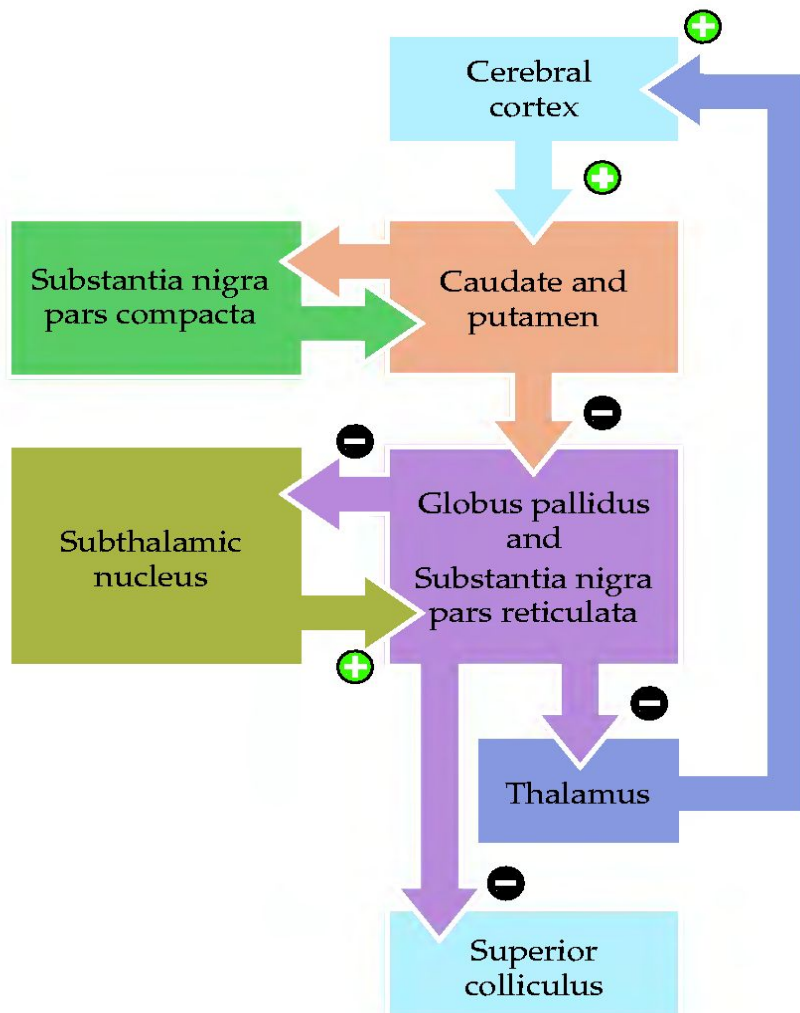 +
Cerebral
cortex
+
Substantia nigra
pars compacta
Caudate and
putamen
−
−
Subthalamic
nucleus
Globus pallidus
and
Substantia nigra
pars reticulata
+
−
Thalamus
−
Superior
colliculus